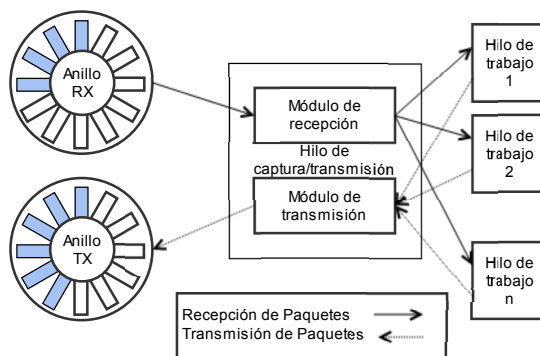 Anillo
RX
Módulo de
recepción
Hilo de
captura/transmisión
Módulo de
transmisión
Hilo de
trabajo
1
Hilo de
trabajo
2
Anillo
TX
Hilo de
trabajo
n
Recepción de Paquetes
Transmisión de Paquetes